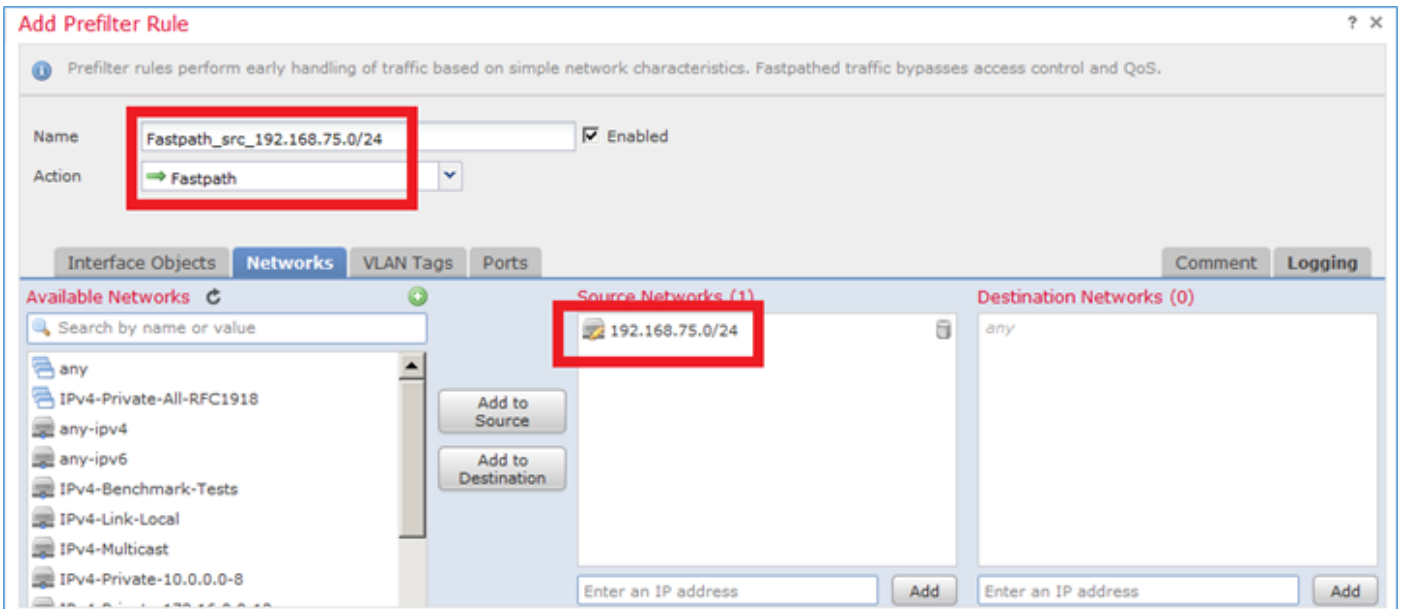 Add Prefilter Rule ? ×
Prefilter rules perform early handling of traffic based on simple network characteristics. Fastpathed traffic bypasses access control and QoS.
Name Fastpath_src_192.168.75.0/24 Enabled
Action Fastpath
Interface Objects Networks VLAN Tags Ports Comment Logging
Available Networks Source Networks (1) Destination Networks (0)
Search by name or value 192.168.75.0/24 any
any
IPv4-Private-All-RFC1918
any-ipv4
any-ipv6
IPv4-Benchmark-Tests
IPv4-Link-Local
IPv4-Multicast
IPv4-Private-10.0.0.0-8
Add to
Source
Add to
Destination
Enter an IP address Add Enter an IP address Add